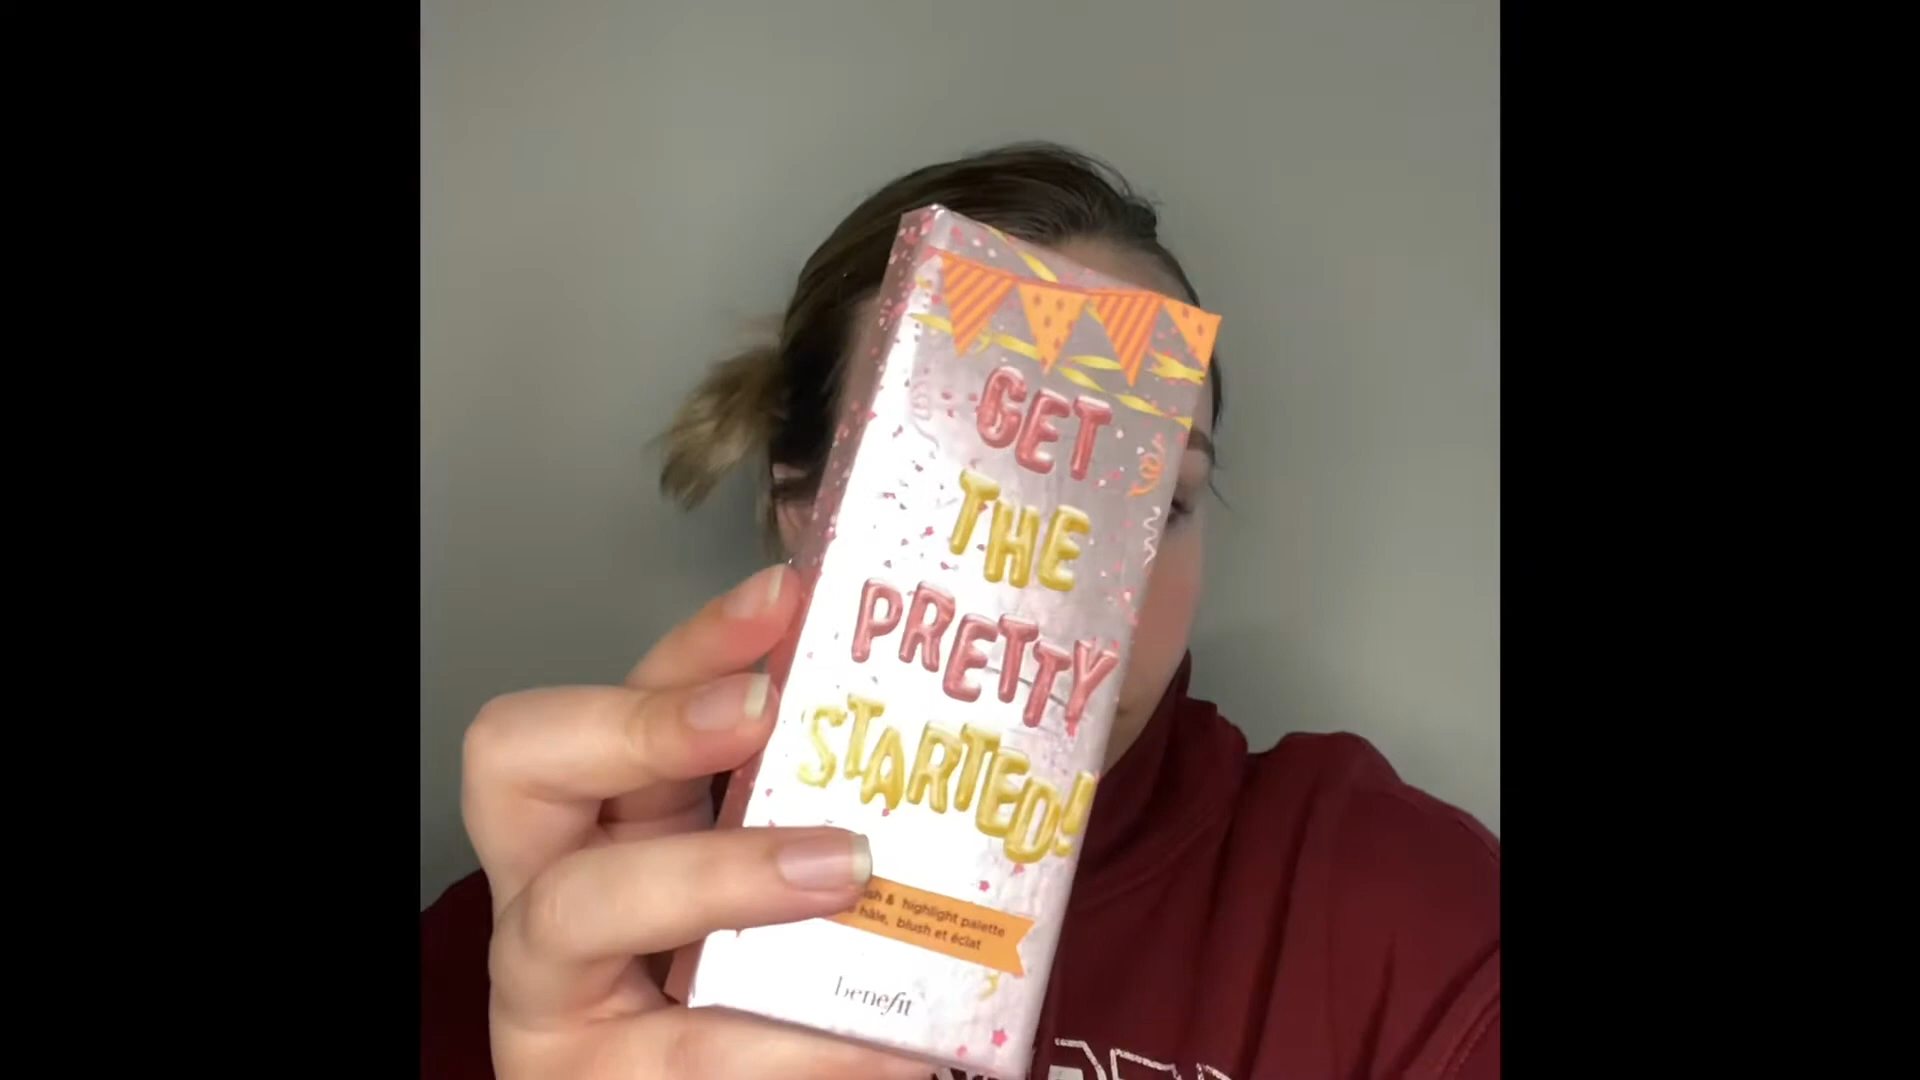 GET
THE
PRETTY
STARTED!
& highlight palette
hâle, blush et éclat
benefit